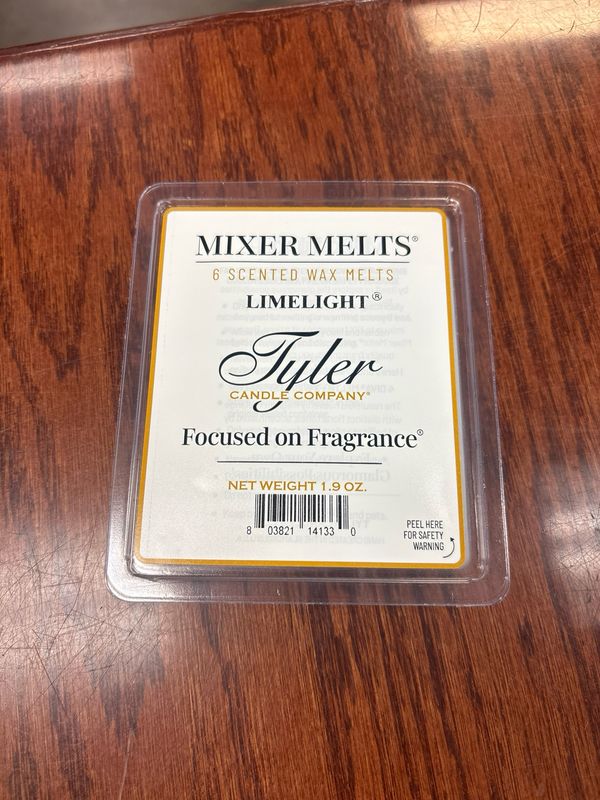 MIXER MELTS®
6 SCENTED WAX MELTS
LIMELIGHT®
Tyler
CANDLE COMPANY®
Focused on Fragrance®
NET WEIGHT 1.9 OZ.
8 03821 14133 0
PEEL HERE
FOR SAFETY
WARNING